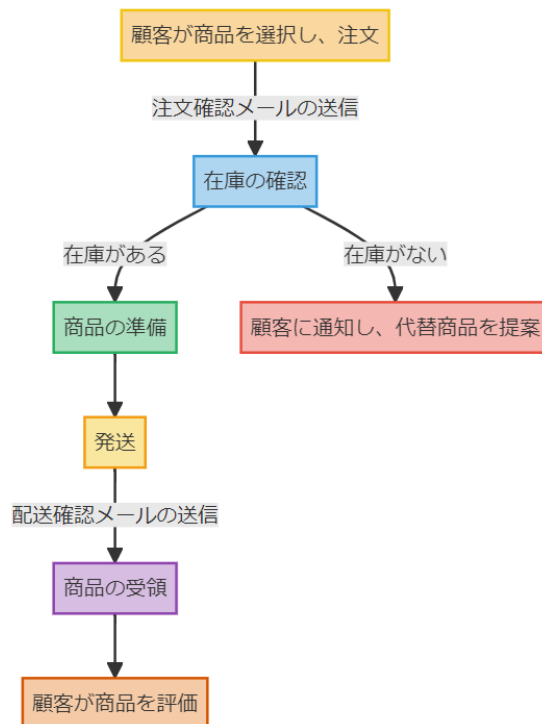 顧客が商品を選択し、注文
注文確認メールの送信
在庫の確認
在庫がある
在庫がない
商品の準備
顧客に通知し、代替商品を提案
発送
配送確認メールの送信
商品の受領
顧客が商品を評価